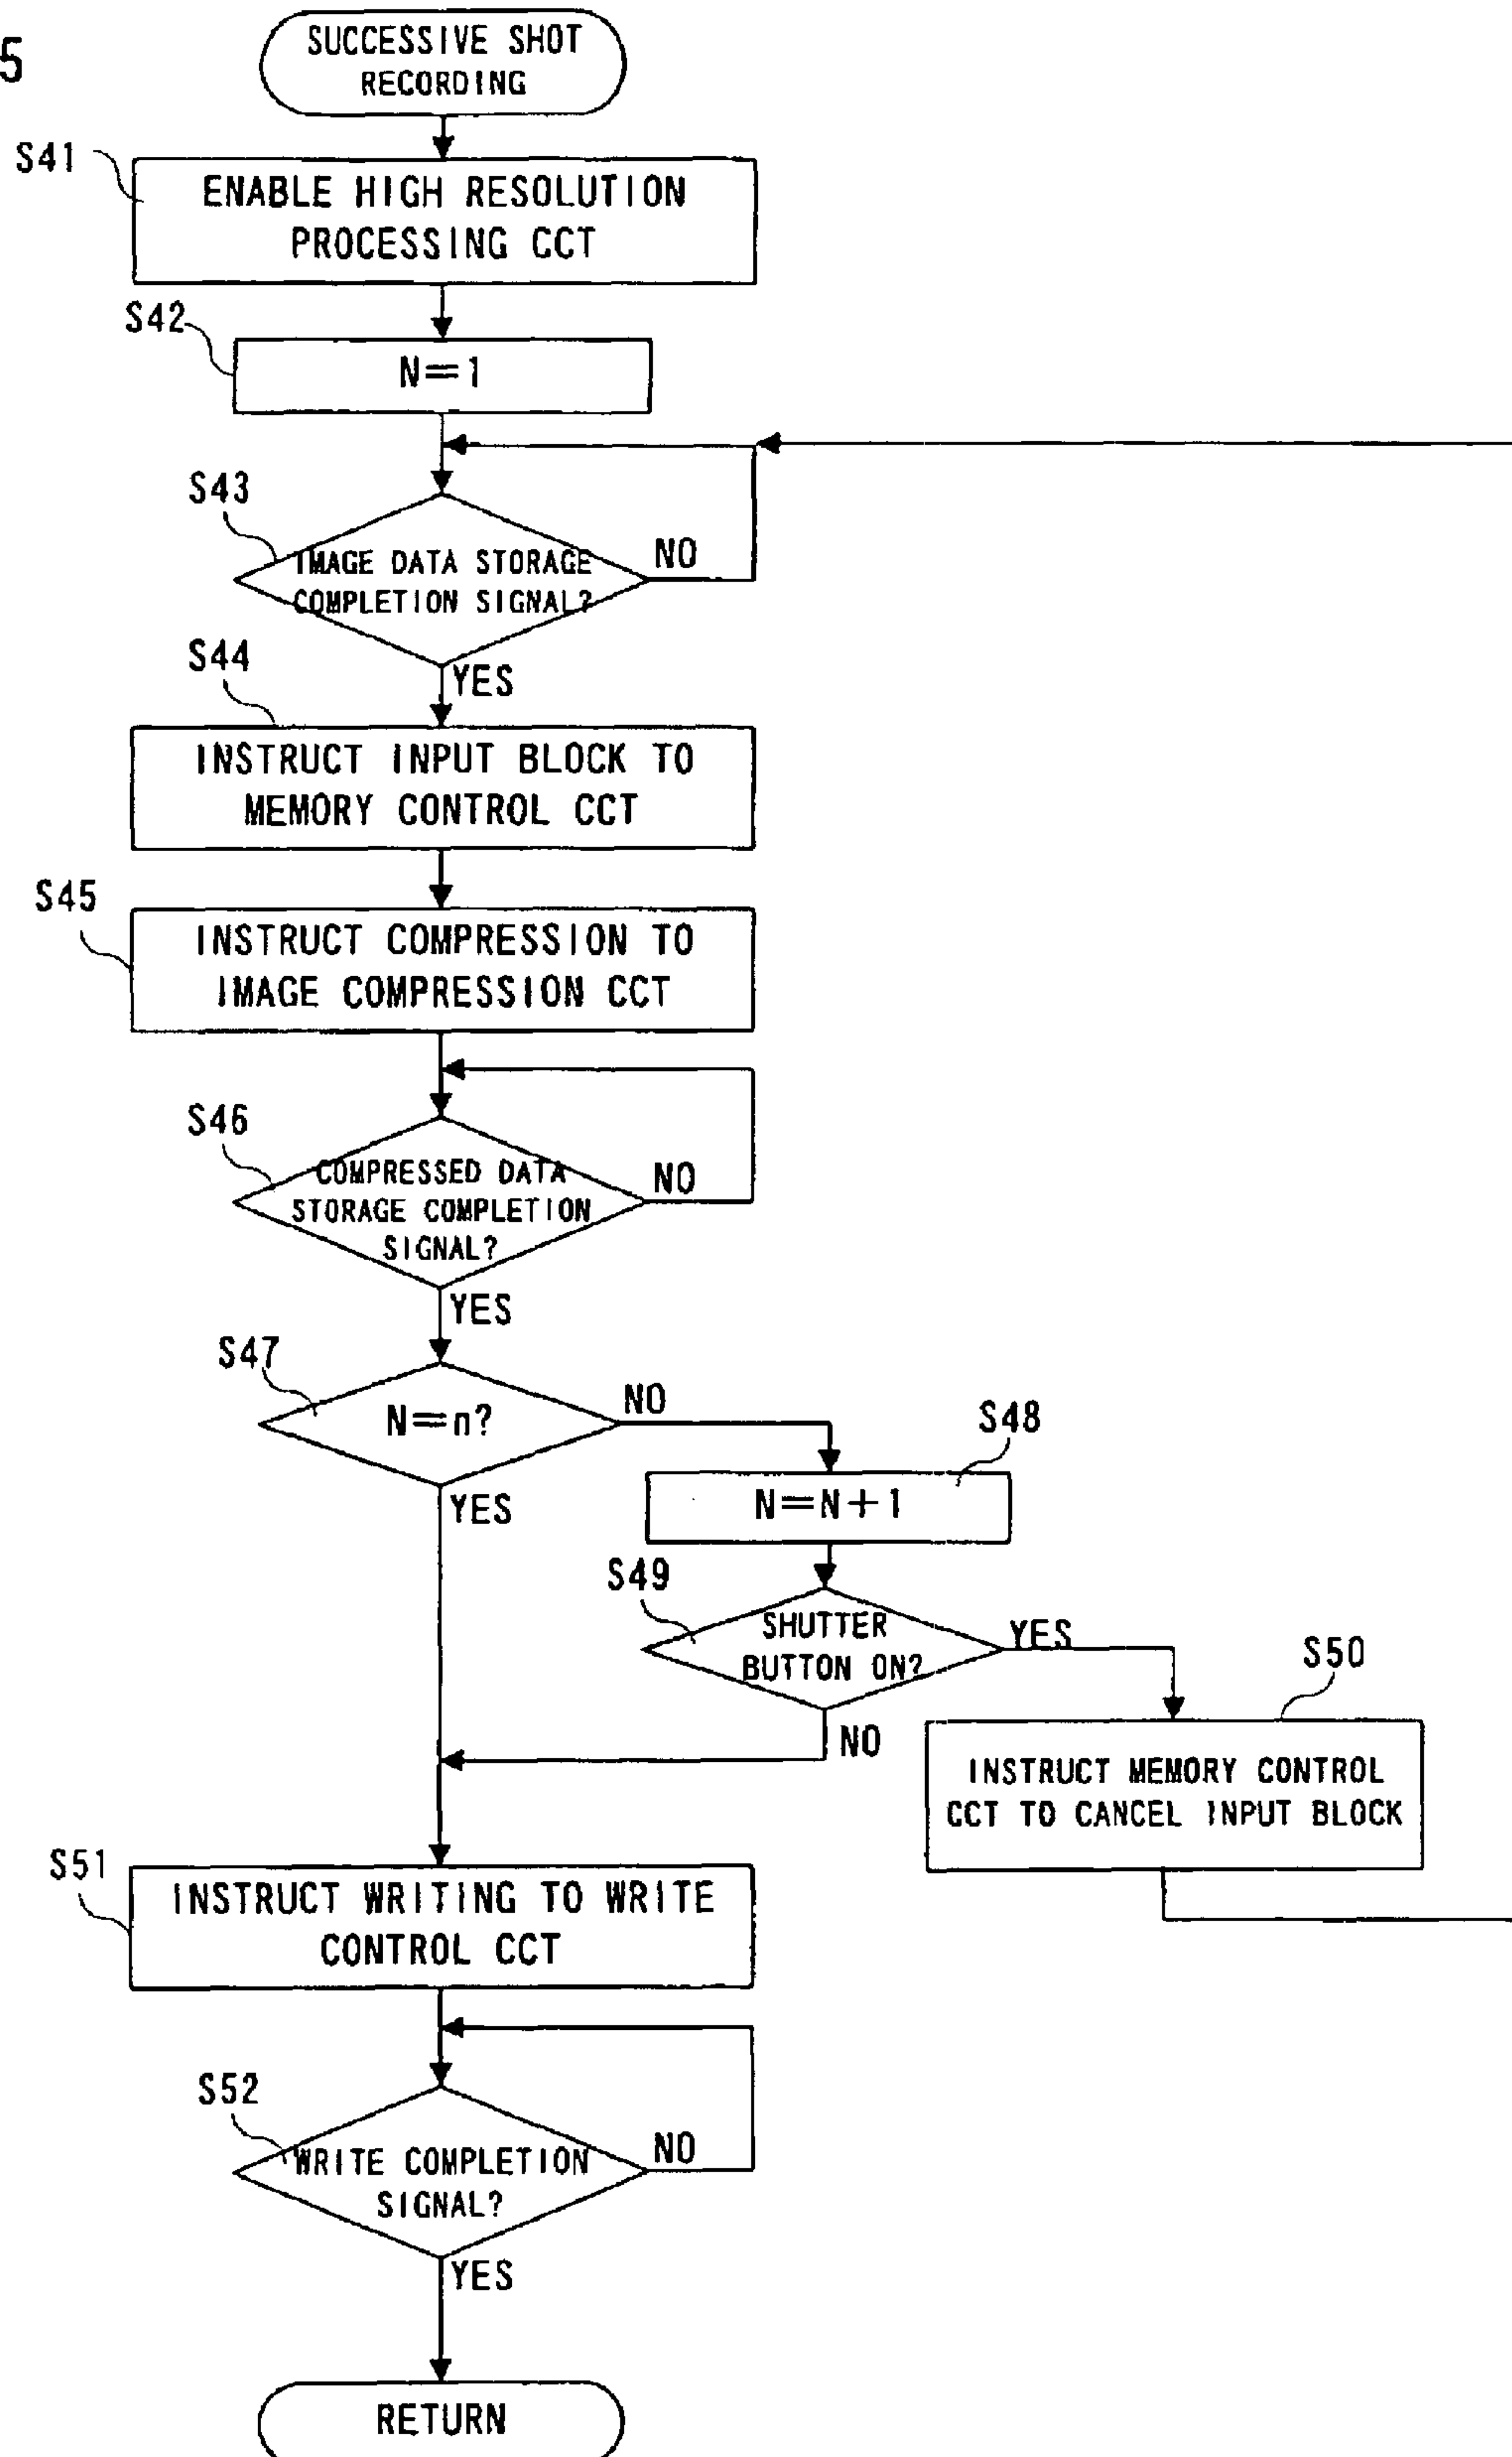 5
SUCCESSIVE SHOT
RECORDING
S41
ENABLE HIGH RESOLUTION
PROCESSING CCT
S42
N=1
S43
IMAGE DATA STORAGE
COMPLETION SIGNAL?
NO
YES
S44
INSTRUCT INPUT BLOCK TO
MEMORY CONTROL CCT
S45
INSTRUCT COMPRESSION TO
IMAGE COMPRESSION CCT
S46
COMPRESSED DATA
STORAGE COMPLETION
SIGNAL?
NO
YES
S47
N=n?
NO
YES
S48
N=N+1
S49
SHUTTER
BUTTON ON?
YES
NO
S50
INSTRUCT MEMORY CONTROL
CCT TO CANCEL INPUT BLOCK
S51
INSTRUCT WRITING TO WRITE
CONTROL CCT
S52
WRITE COMPLETION
SIGNAL?
NO
YES
RETURN